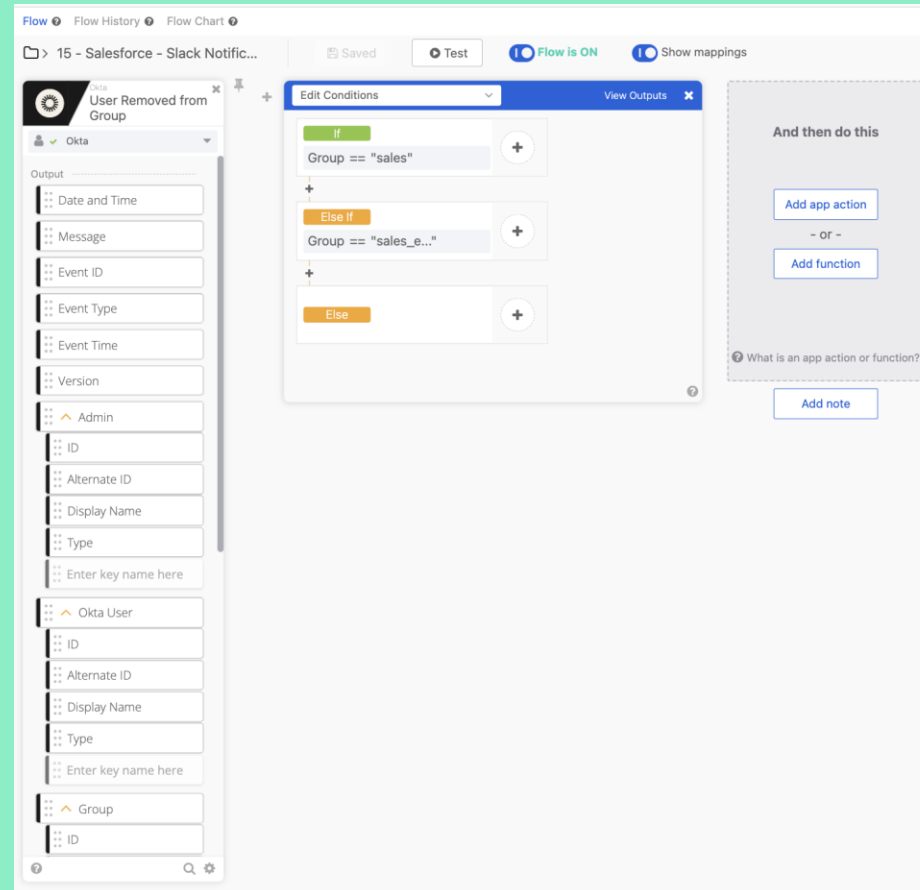 Flow Flow History Flow Chart
15 - Salesforce - Slack Notific...
Saved
Test
Flow is ON
Show mappings
Okta
User Removed from
Group
Okta
Output
Date and Time
Message
Event ID
Event Type
Event Time
Version
Admin
ID
Alternate ID
Display Name
Type
Enter key name here
Okta User
ID
Alternate ID
Display Name
Type
Enter key name here
Group
ID
Edit Conditions
View Outputs
If
Group == "sales"
Else If
Group == "sales_e..."
Else
And then do this
Add app action
- or -
Add function
What is an app action or function?
Add note